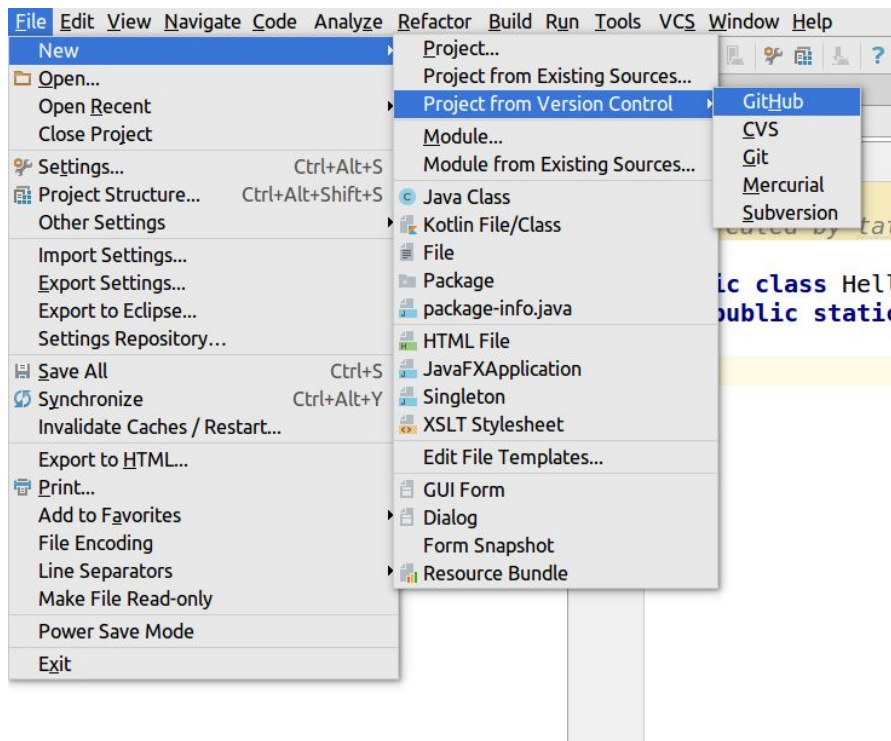 File Edit View Navigate Code Analyze Refactor Build Run Tools VCS Window Help
New
Open...
Open Recent
Close Project
Settings... Ctrl+Alt+S
Project Structure... Ctrl+Alt+Shift+S
Other Settings
Import Settings...
Export Settings...
Export to Eclipse...
Settings Repository...
Save All Ctrl+S
Synchronize Ctrl+Alt+Y
Invalidate Caches / Restart...
Export to HTML...
Print...
Add to Favorites
File Encoding
Line Separators
Make File Read-only
Power Save Mode
Exit
Project...
Project from Existing Sources...
Project from Version Control
Module...
Module from Existing Sources...
Java Class
Kotlin File/Class
File
Package
package-info.java
HTML File
JavaFXApplication
Singleton
XSLT Stylesheet
Edit File Templates...
GUI Form
Dialog
Form Snapshot
Resource Bundle
GitHub
CVS
Git
Mercurial
Subversion
by
class
public